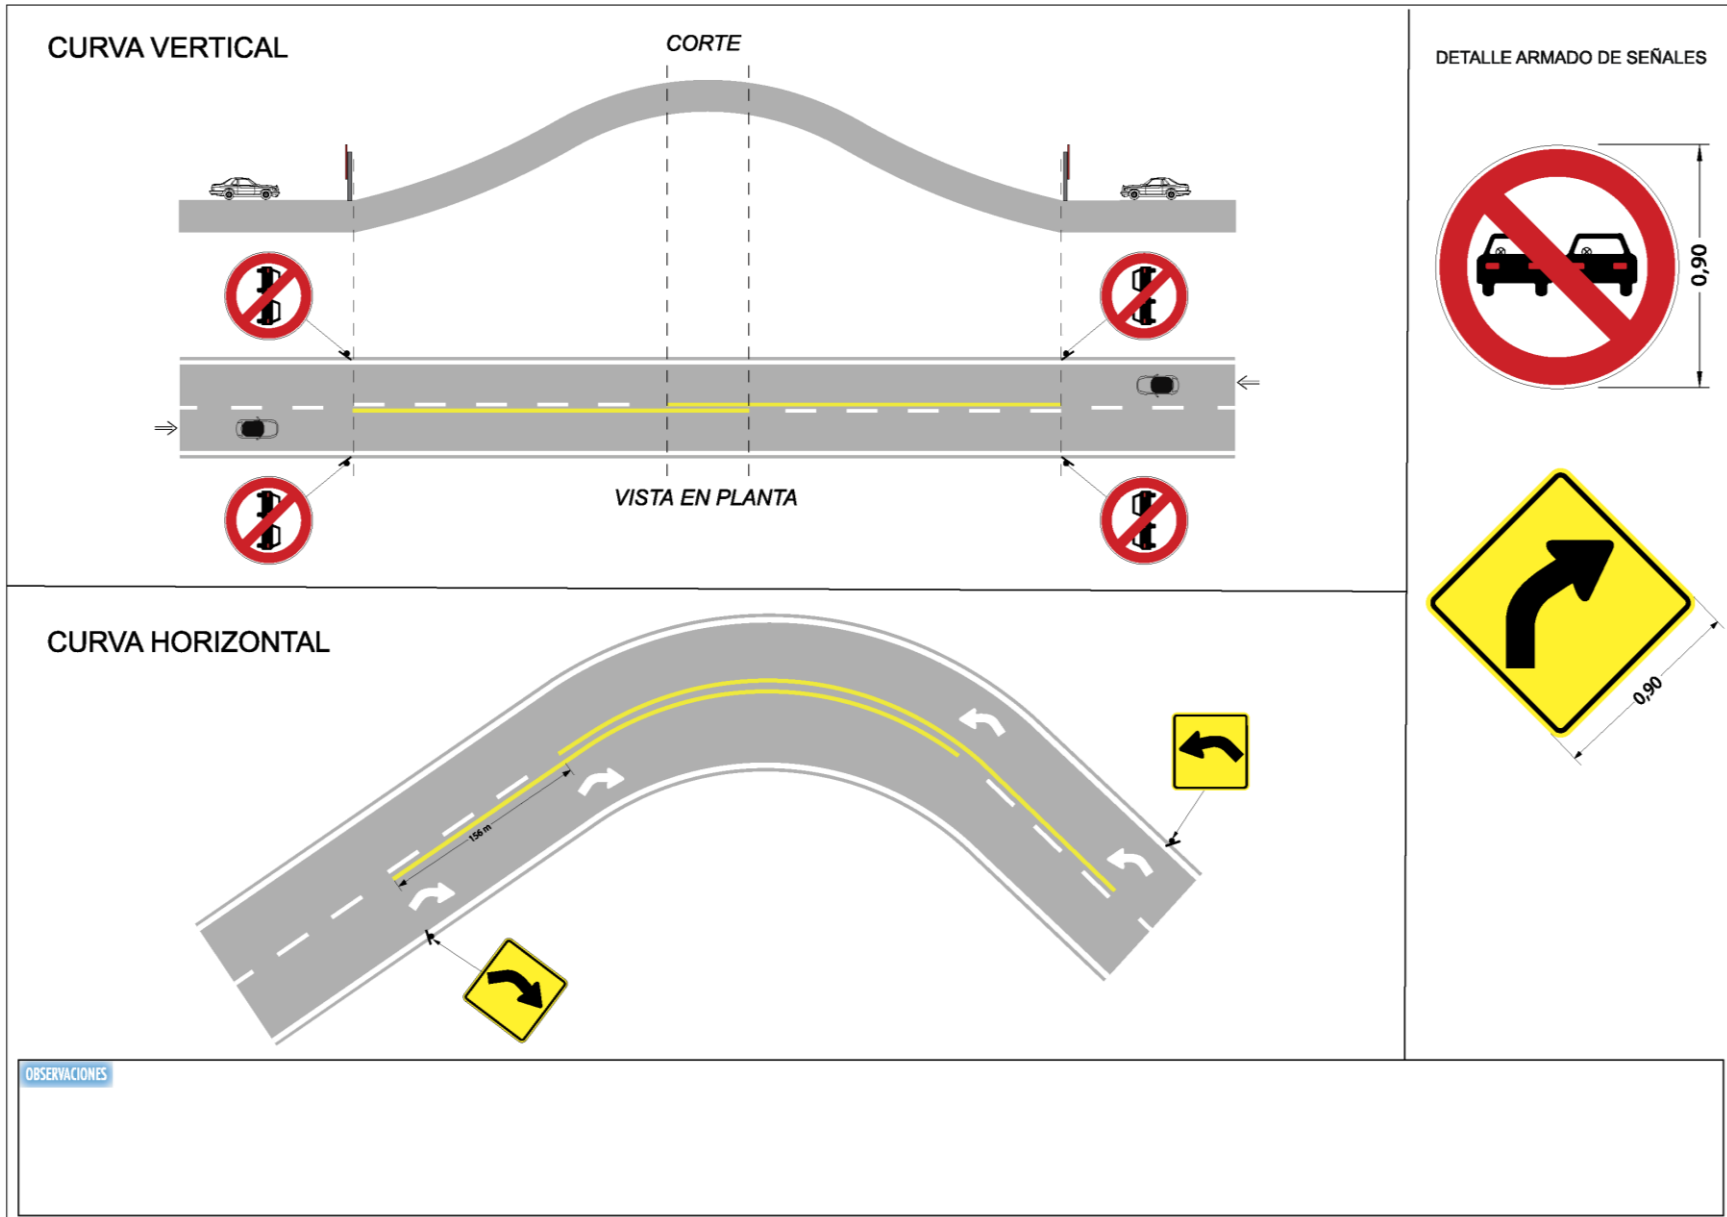 CURVA VERTICAL
CORTE
DETALLE ARMADO DE SEÑALES
0,90
VISTA EN PLANTA
CURVA HORIZONTAL
0,90
156 m
OBSERVACIONES